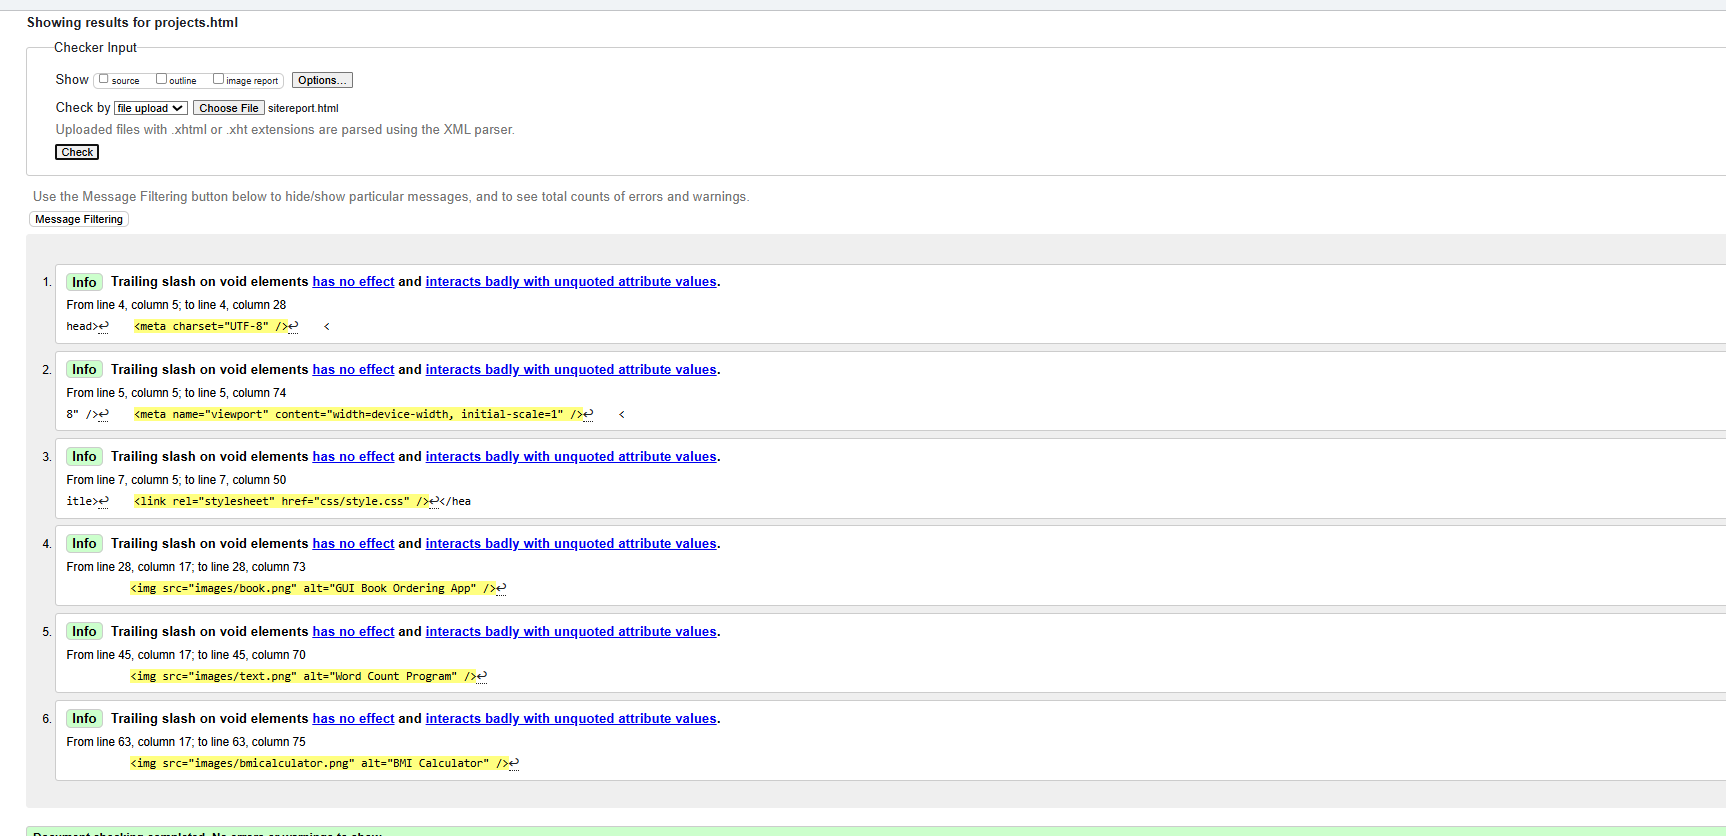 Showing results for projects.html
Checker Input
Show source outline image report Options...
Check by file upload Choose File sitereport.html
Uploaded files with .xhtml or .xht extensions are parsed using the XML parser.
Check
Use the Message Filtering button below to hide/show particular messages, and to see total counts of errors and warnings.
Message Filtering
1. Info Trailing slash on void elements has no effect and interacts badly with unquoted attribute values.
From line 4, column 5; to line 4, column 28
head>↩ <meta charset="UTF-8" />↩ <
2. Info Trailing slash on void elements has no effect and interacts badly with unquoted attribute values.
From line 5, column 5; to line 5, column 74
8" />↩ <meta name="viewport" content="width=device-width, initial-scale=1" />↩ <
3. Info Trailing slash on void elements has no effect and interacts badly with unquoted attribute values.
From line 7, column 5; to line 7, column 50
itle>↩ <link rel="stylesheet" href="css/style.css" />↩</hea
4. Info Trailing slash on void elements has no effect and interacts badly with unquoted attribute values.
From line 28, column 17; to line 28, column 73
<img src="images/book.png" alt="GUI Book Ordering App" />↩
5. Info Trailing slash on void elements has no effect and interacts badly with unquoted attribute values.
From line 45, column 17; to line 45, column 70
<img src="images/text.png" alt="Word Count Program" />↩
6. Info Trailing slash on void elements has no effect and interacts badly with unquoted attribute values.
From line 63, column 17; to line 63, column 75
<img src="images/bmicalculator.png" alt="BMI Calculator" />↩
Document checking completed. No errors or warnings to show.